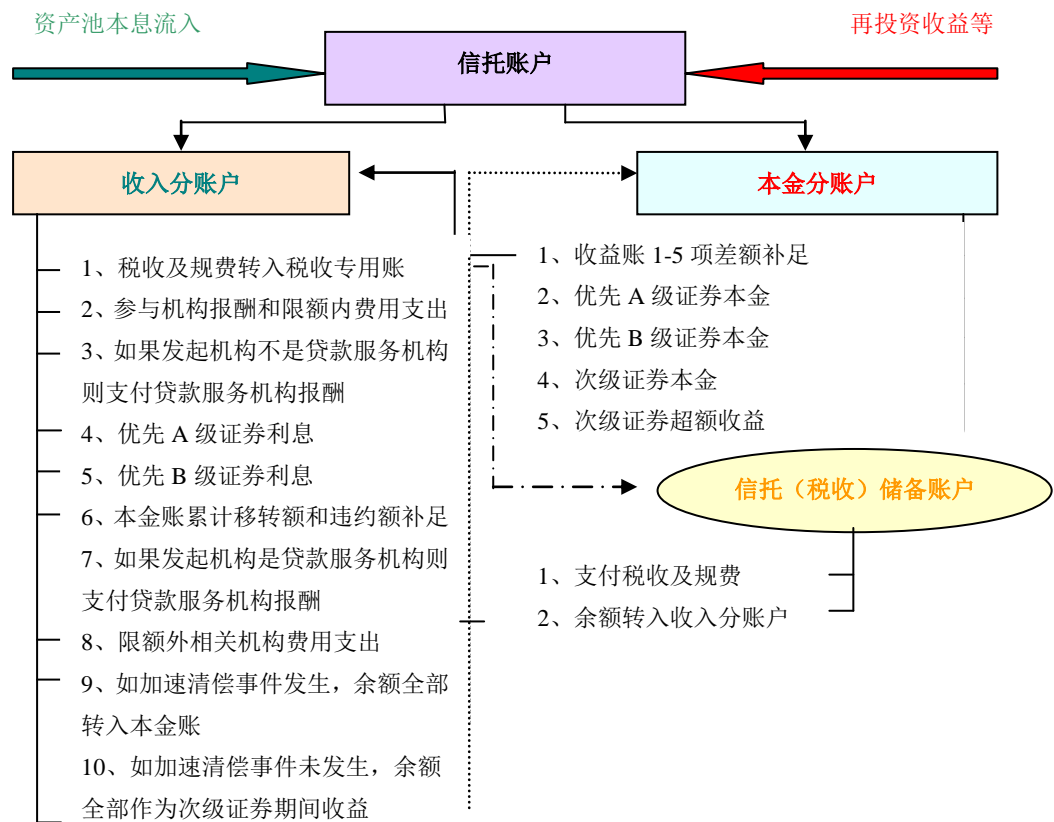 资产池本息流入
再投资收益等
信托账户
收入分账户
本金分账户
1、税收及规费转入税收专用账
2、参与机构报酬和限额内费用支出
3、如果发起机构不是贷款服务机构
则支付贷款服务机构报酬
4、优先 A 级证券利息
5、优先 B 级证券利息
6、本金账累计移转额和违约额补足
7、如果发起机构是贷款服务机构则
支付贷款服务机构报酬
8、限额外相关机构费用支出
9、如加速清偿事件发生，余额全部
转入本金账
10、如加速清偿事件未发生，余额
全部作为次级证券期间收益
1、收益账 1-5 项差额补足
2、优先 A 级证券本金
3、优先 B 级证券本金
4、次级证券本金
5、次级证券超额收益
信托（税收）储备账户
1、支付税收及规费
2、余额转入收入分账户